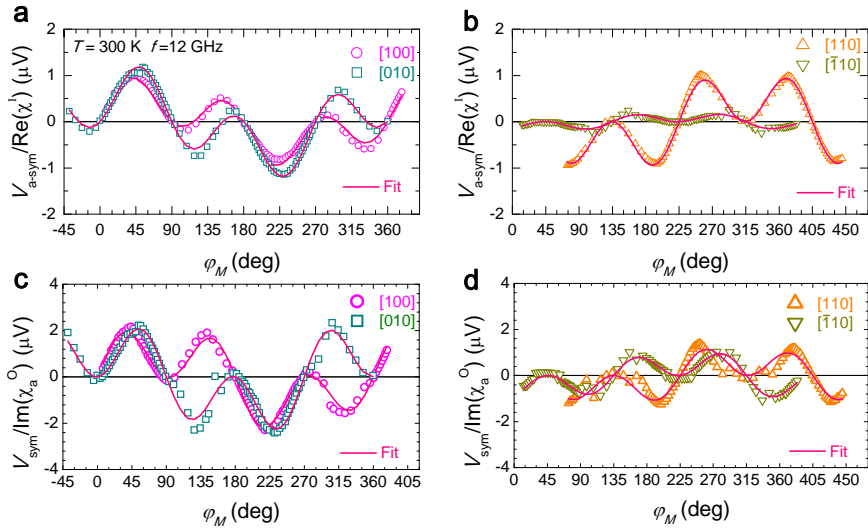 a
T = 300 K f=12 GHz
[100]
[010]
V a-sym/Re(χ^I) (μV)
2
1
0
-1
-2
Fit
-45 0 45 90 135 180 225 270 315 360 405
φ_M (deg)
b
[110]
[1̄10]
V a-sym/Re(χ^I) (μV)
2
1
0
-1
-2
Fit
0 45 90 135 180 225 270 315 360 405 450
φ_M (deg)
c
[100]
[010]
V sym/Im(χ_a^O) (μV)
4
2
0
-2
-4
Fit
-45 0 45 90 135 180 225 270 315 360 405
φ_M (deg)
d
[110]
[1̄10]
V sym/Im(χ_a^O) (μV)
4
2
0
-2
-4
Fit
0 45 90 135 180 225 270 315 360 405 450
φ_M (deg)